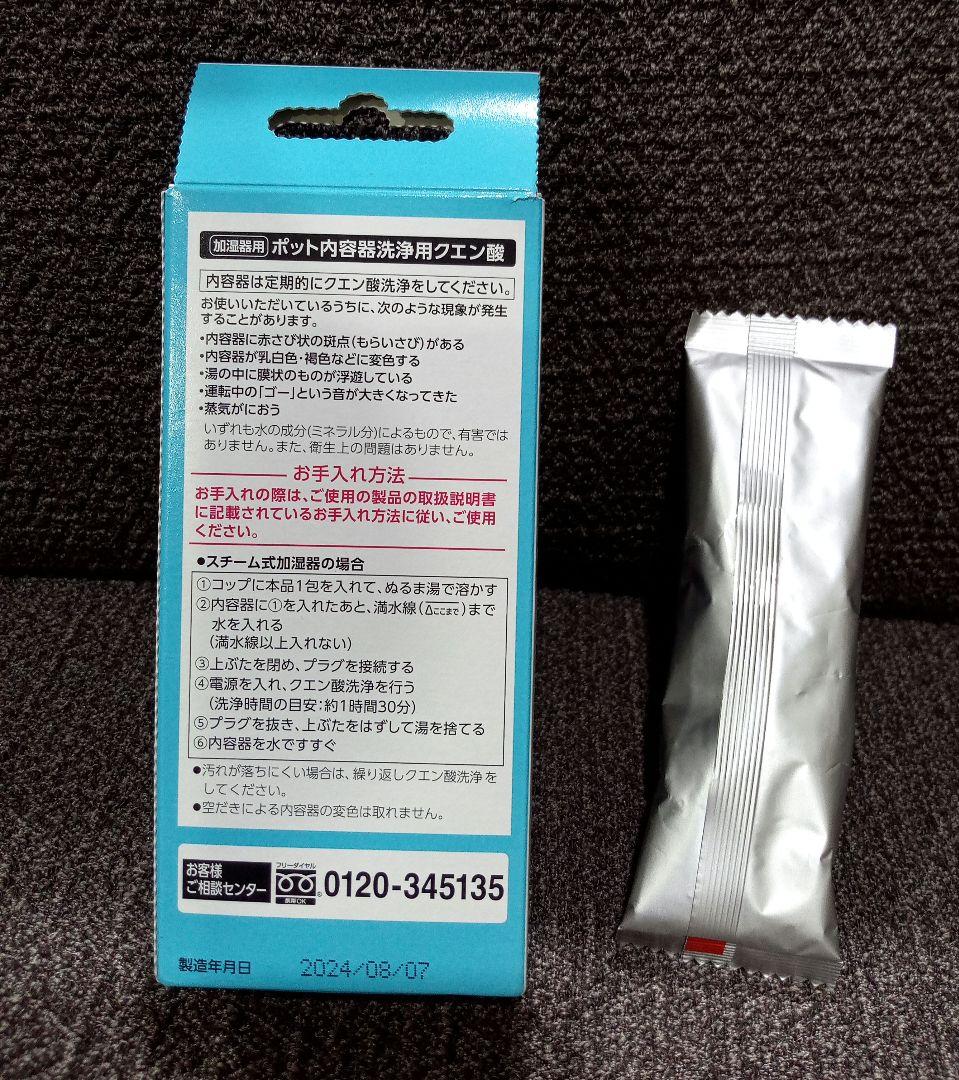 加湿器用 ポット内容器洗浄用クエン酸
内容器は定期的にクエン酸洗浄をしてください。
お使いいただいているうちに、次のような現象が発生
することがあります。
・内容器に赤さび状の斑点(もらいさび)がある
・内容器が乳白色・褐色などに変色する
・湯の中に膜状のものが浮遊している
・運転中の「ゴー」という音が大きくなってきた
・蒸気がにおう
いずれも水の成分(ミネラル分)によるもので、有害では
ありません。また、衛生上の問題はありません。
お手入れ方法
お手入れの際は、ご使用の製品の取扱説明書
に記載されているお手入れ方法に従い、ご使用
ください。
●スチーム式加湿器の場合
①コップに本品1包を入れて、ぬるま湯で溶かす
②内容器に①を入れたあと、満水線(△ここまで)まで
水を入れる
(満水線以上入れない)
③上ぶたを閉め、プラグを接続する
④電源を入れ、クエン酸洗浄を行う
(洗浄時間の目安:約1時間30分)
⑤プラグを抜き、上ぶたをはずして湯を捨てる
⑥内容器を水ですすぐ
●汚れが落ちにくい場合は、繰り返しクエン酸洗浄を
してください。
●空だきによる内容器の変色は取れません。
お客様
ご相談センター
フリーダイヤル
携帯OK
® 0120-345135
製造年月日 2024/08/07